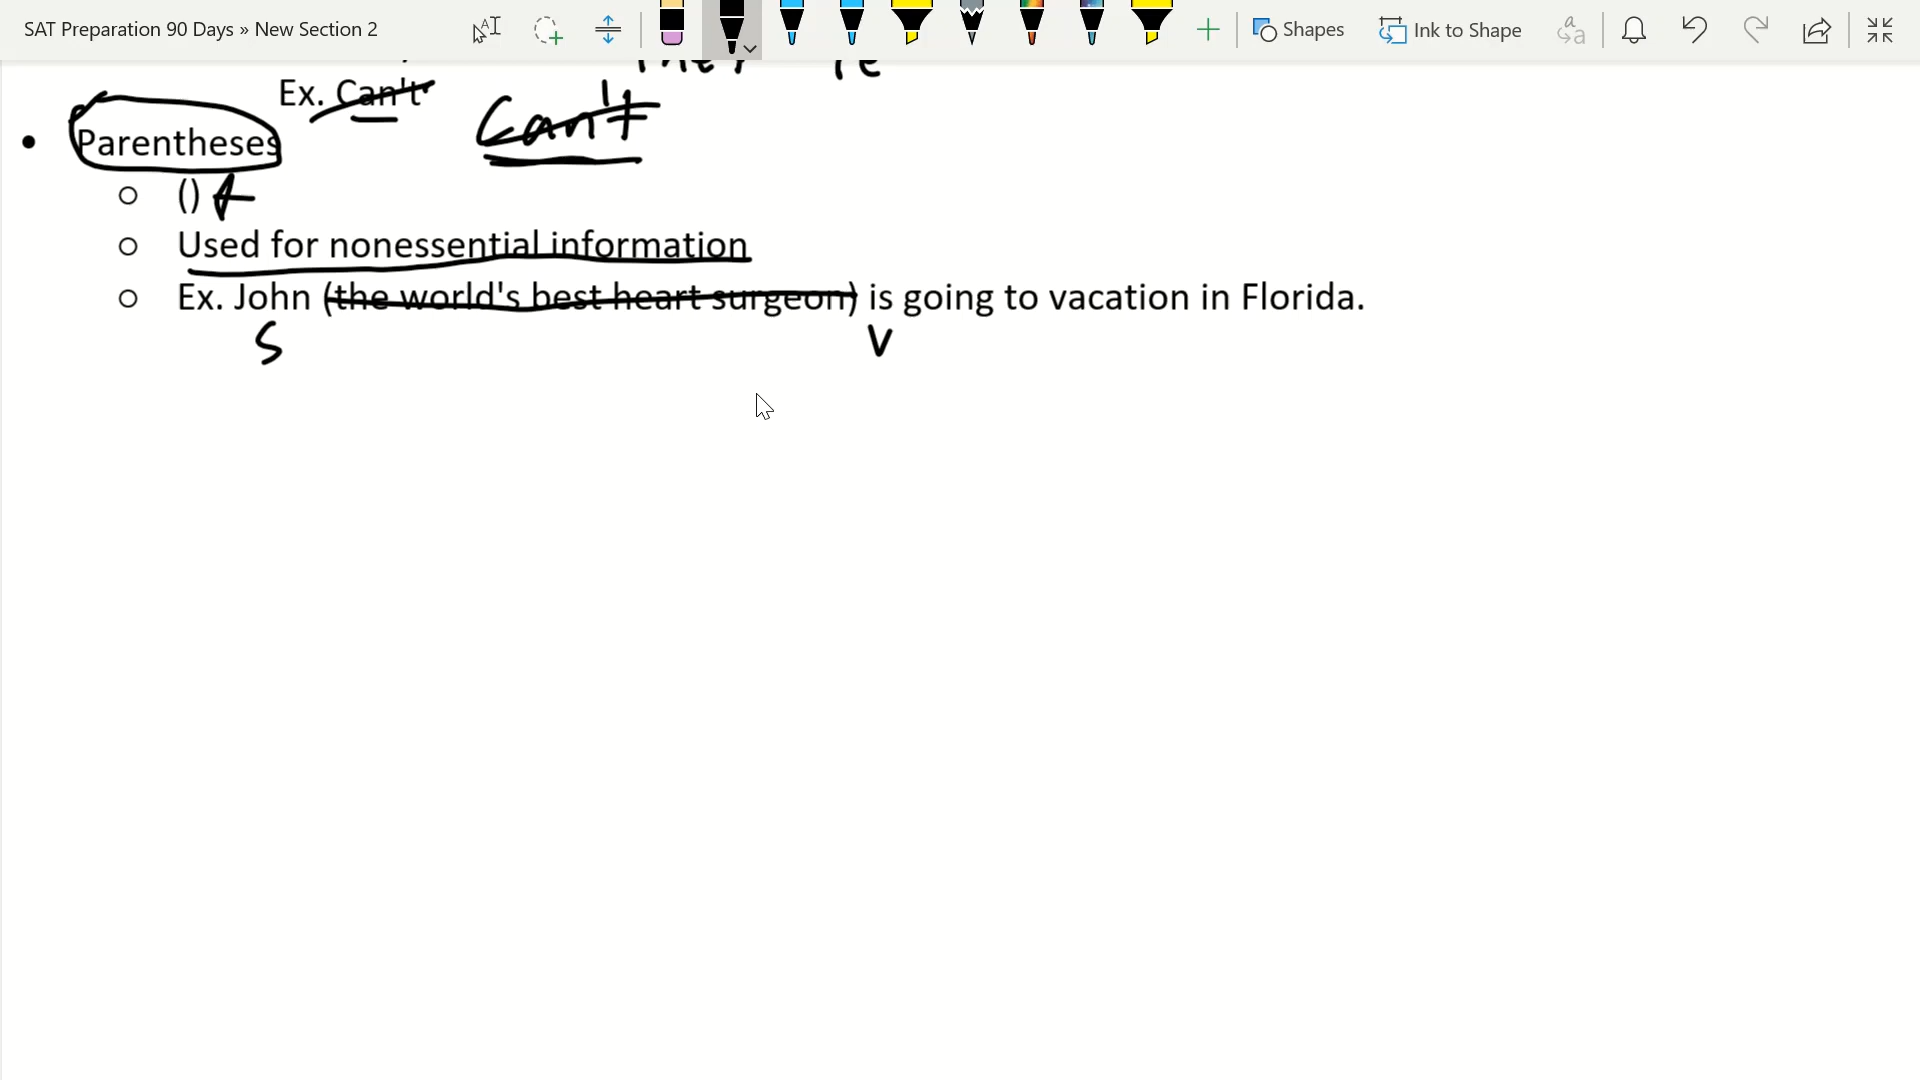 SAT Preparation 90 Days » New Section 2
Shapes
Ink to Shape
Ex. Can't
Can't
• Parentheses
○ ()
○ Used for nonessential information
○ Ex. John (the world's best heart surgeon) is going to vacation in Florida.
S V